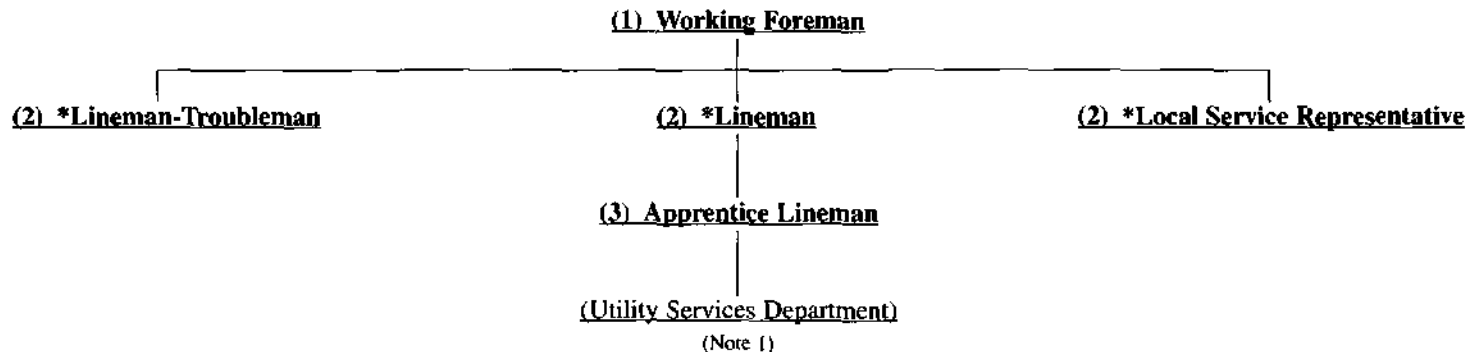 (1) Working Foreman
(2) *Lineman-Troubleman (2) *Lineman (2) *Local Service Representative
(3) Apprentice Lineman
(Utility Services Department)
(Note 1)